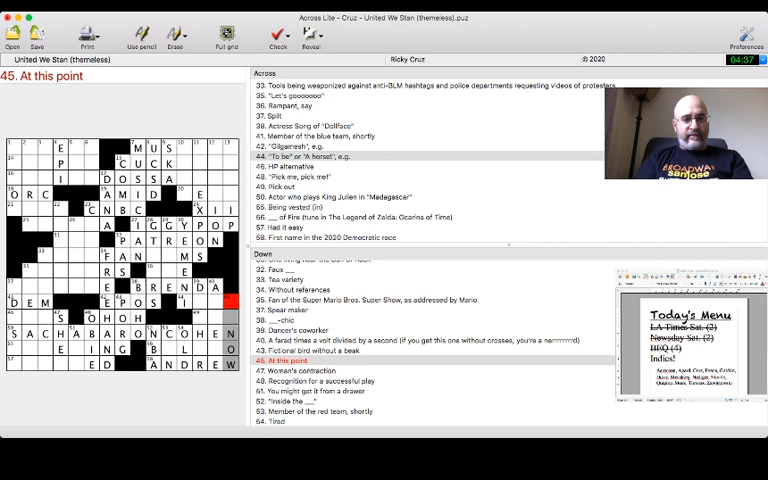 Across Lite - Cruz - United We Stan (themeless).puz
Open
Save
Print
Use pencil
Erase
Full grid
Check
Reveal
Preferences
United We Stan (themeless)
Ricky Cruz
© 2020
04:37
45. At this point
Across
33. Tools being weaponized against anti-BLM hashtags and police departments requesting videos of protesters
35. "Let's gooooooo"
36. Rampant, say
37. Split
38. Actress Song of "Dollface"
41. Member of the blue team, shortly
42. "Gilgamesh", e.g.
44. "To be" or "A horse!", e.g.
46. HP alternative
48. "Pick me, pick me!"
49. Pick out
50. Actor who plays King Julien in "Madagascar"
55. Being vested (in)
56. ___ of Fire (tune in The Legend of Zelda: Ocarina of Time)
57. Had it easy
58. First name in the 2020 Democratic race
Down
32. Faux ___
33. Tea variety
34. Without references
35. Fan of the Super Mario Bros. Super Show, as addressed by Mario
37. Spear maker
38. ___-chic
39. Dancer's coworker
40. A farad times a volt divided by a second (if you get this one without crosses, you're a nerrrrrrrrd)
43. Fictional bird without a beak
45. At this point
47. Woman's contraction
48. Recognition for a successful play
51. You might get it from a drawer
52. "Inside the ___"
53. Member of the red team, shortly
54. Tired
E M U S
P C U C K
I D O S S A
O R C A M I D E
C N B C X I I
A I G G Y P O P
P A T R E O N
F A N M S
R S E
E B R E N D A
D E M E P O S I
S O H O H
S A C H A B A R O N C O H E N
E I N G B L O
E D A N D R E W
BROADWAY
san jose
Today's Menu
LA Times Sat. (2)
Newsday Sat. (2)
BEQ (4)
Indies!